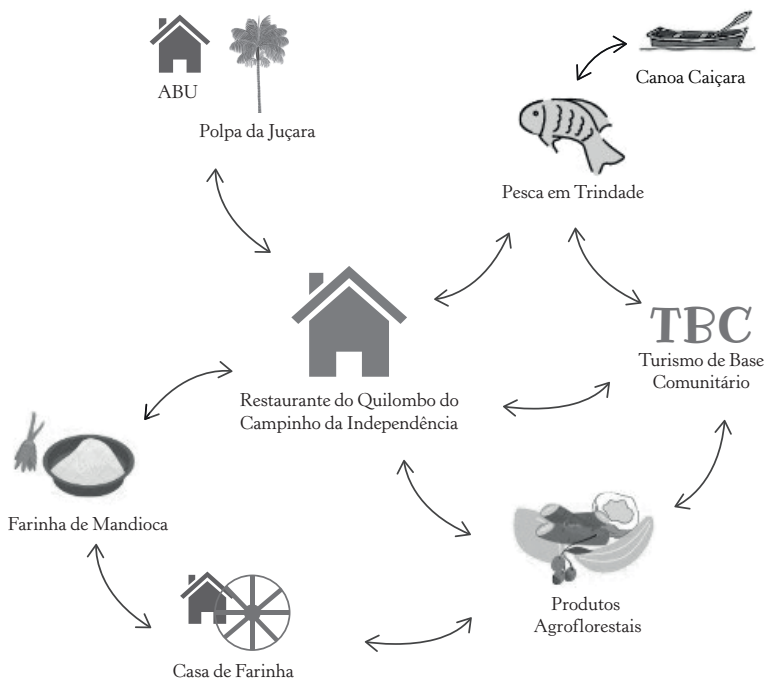 ABU
Polpa da Juçara
Canoa Caiçara
Pesca em Trindade
TBC
Turismo de Base
Comunitário
Restaurante do Quilombo do
Campinho da Independência
Farinha de Mandioca
Produtos
Agroflorestais
Casa de Farinha